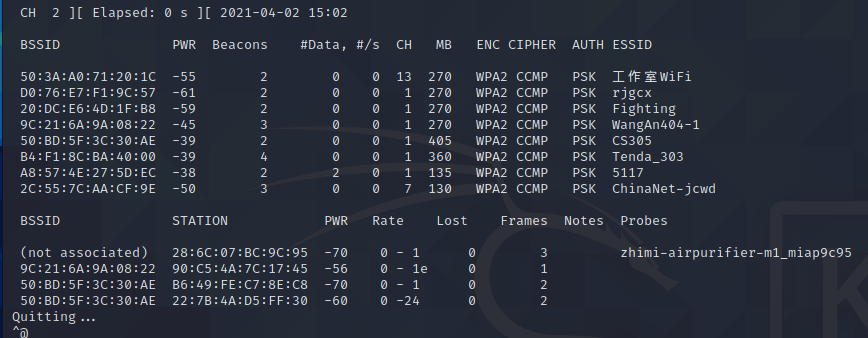 CH  2 ][ Elapsed: 0 s ][ 2021-04-02 15:02
BSSID              PWR  Beacons    #Data, #/s  CH   MB   ENC CIPHER  AUTH ESSID
50:3A:A0:71:20:1C  -55        2        0    0  13  270   WPA2 CCMP   PSK  工作室WiFi
D0:76:E7:F1:9C:57  -61        2        0    0   1  270   WPA2 CCMP   PSK  rjgcx
20:DC:E6:4D:1F:B8  -59        2        0    0   1  270   WPA2 CCMP   PSK  Fighting
9C:21:6A:9A:08:22  -45        3        0    0   1  270   WPA2 CCMP   PSK  WangAn404-1
50:BD:5F:3C:30:AE  -39        2        0    0   1  405   WPA2 CCMP   PSK  CS305
B4:F1:8C:BA:40:00  -39        4        0    0   1  360   WPA2 CCMP   PSK  Tenda_303
A8:57:4E:27:5D:EC  -38        2        2    0   1  135   WPA2 CCMP   PSK  5117
2C:55:7C:AA:CF:9E  -50        3        0    0   7  130   WPA2 CCMP   PSK  ChinaNet-jcwd
BSSID              STATION            PWR   Rate    Lost    Frames  Notes  Probes
(not associated)   28:6C:07:BC:9C:95  -70    0 - 1      0        3         zhimi-airpurifier-m1_miap9c95
9C:21:6A:9A:08:22  90:C5:4A:7C:17:45  -56    0 - 1e     0        1
50:BD:5F:3C:30:AE  B6:49:FE:C7:8E:C8  -70    0 - 1      0        2
50:BD:5F:3C:30:AE  22:7B:4A:D5:FF:30  -60    0 -24      0        2
Quitting...
^@